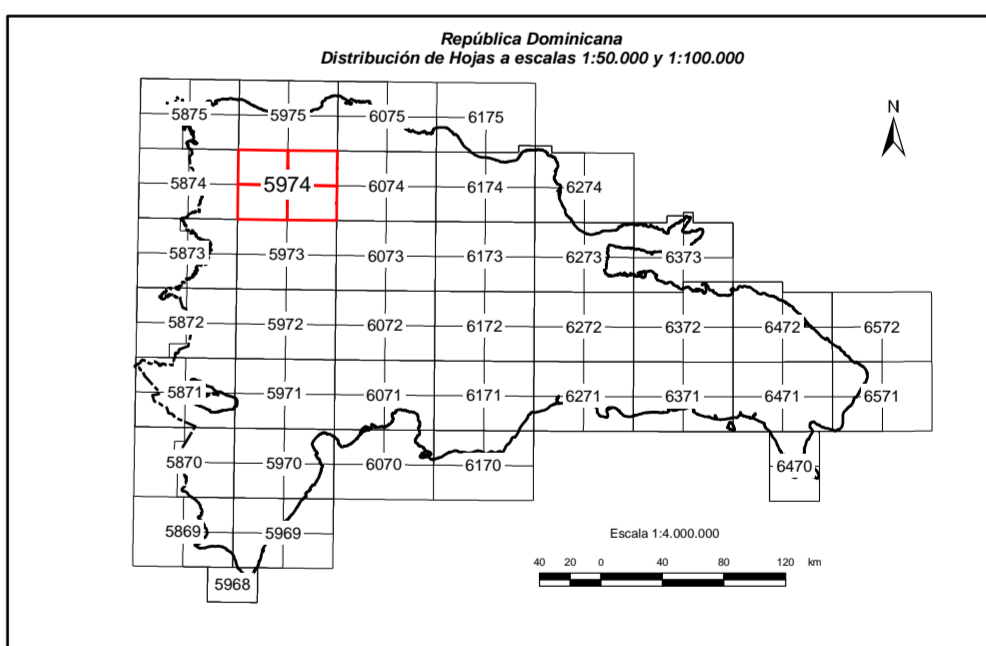 República Dominicana
Distribución de Hojas a escalas 1:50.000 y 1:100.000
N
5875 5975 6075 6175
5874 5974 6074 6174 6274
5873 5973 6073 6173 6273 6373
5872 5972 6072 6172 6272 6372 6472 6572
5871 5971 6071 6171 6271 6371 6471 6571
5870 5970 6070 6170 6470
5869 5969
5968
Escala 1:4.000.000
40 20 0 40 80 120 km